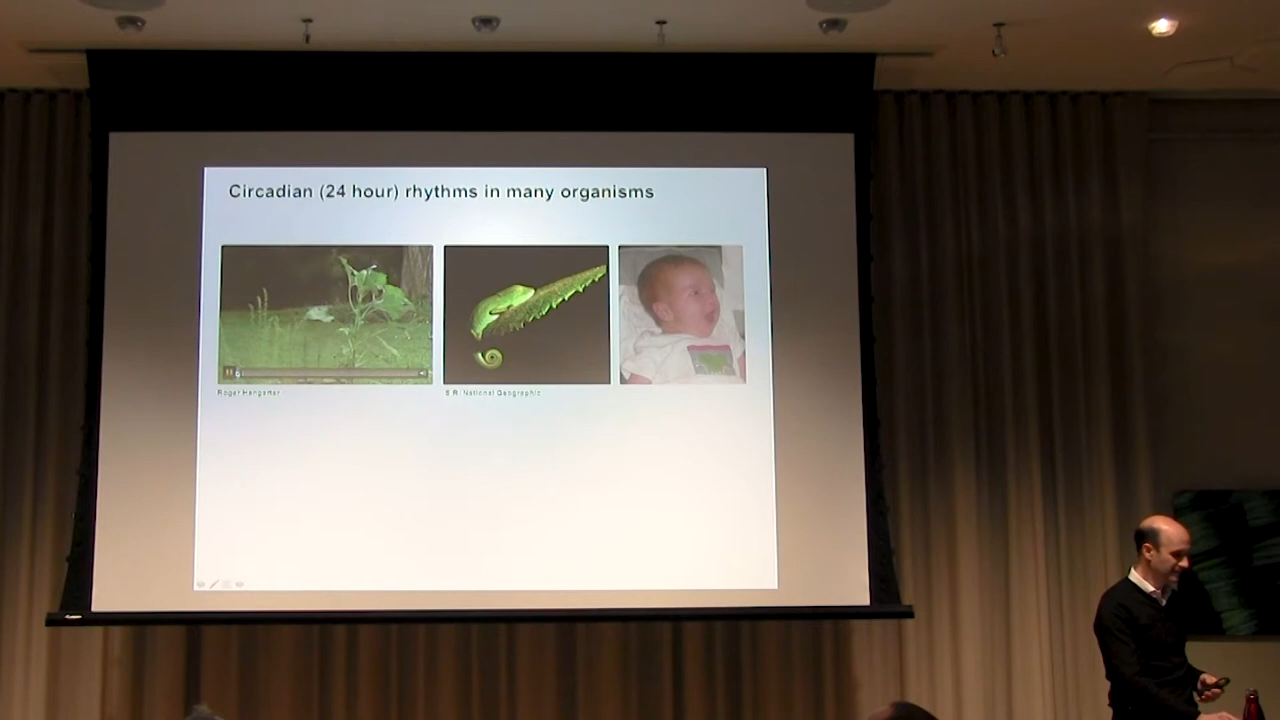 Circadian (24 hour) rhythms in many organisms
Roger Hangarter
National Geographic